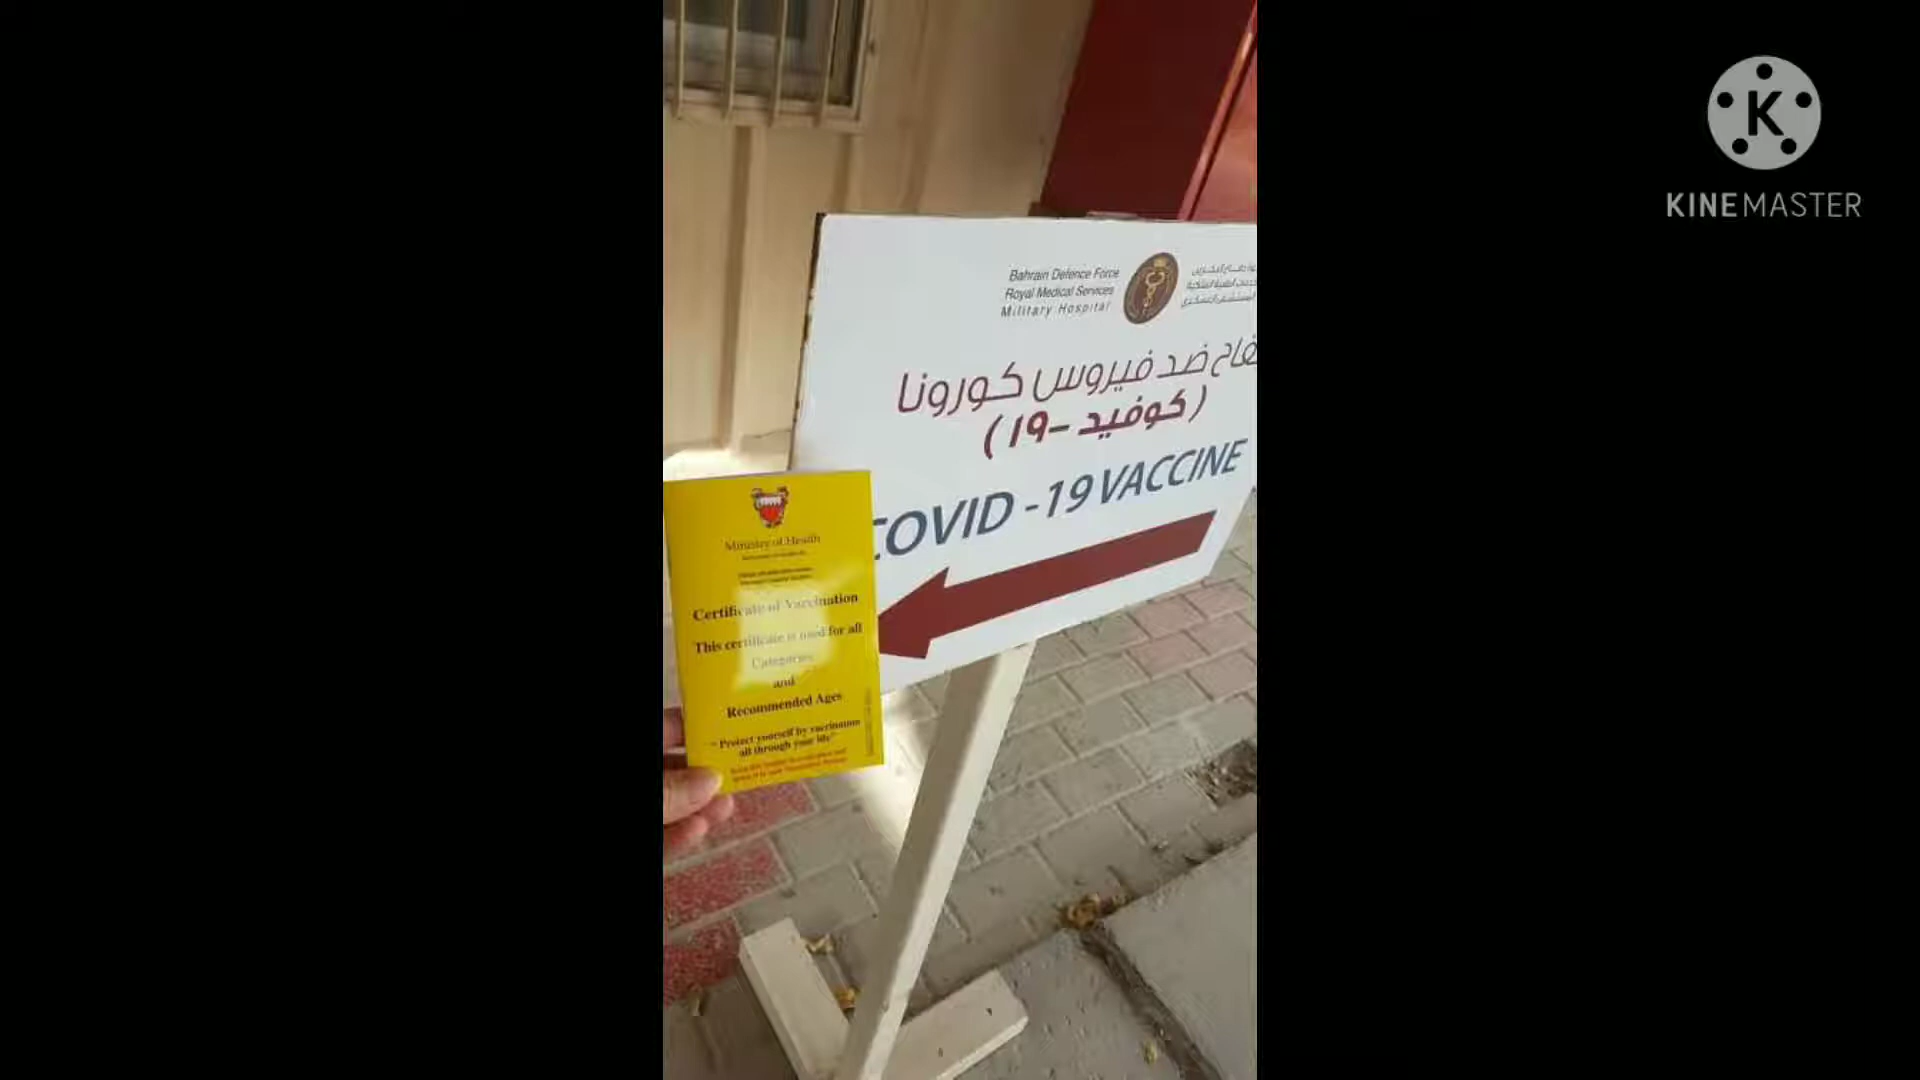 K
KINEMASTER
Bahrain Defence Force
Royal Medical Services
Military Hospital
ضد فيروس كورونا
(كوفيد -١٩)
COVID -19 VACCINE
Ministry of Health
Certificate of Vaccination
This certificate is used for all
Categories
and
Recommended Ages
"Protect yourself by vaccination
all through your life"